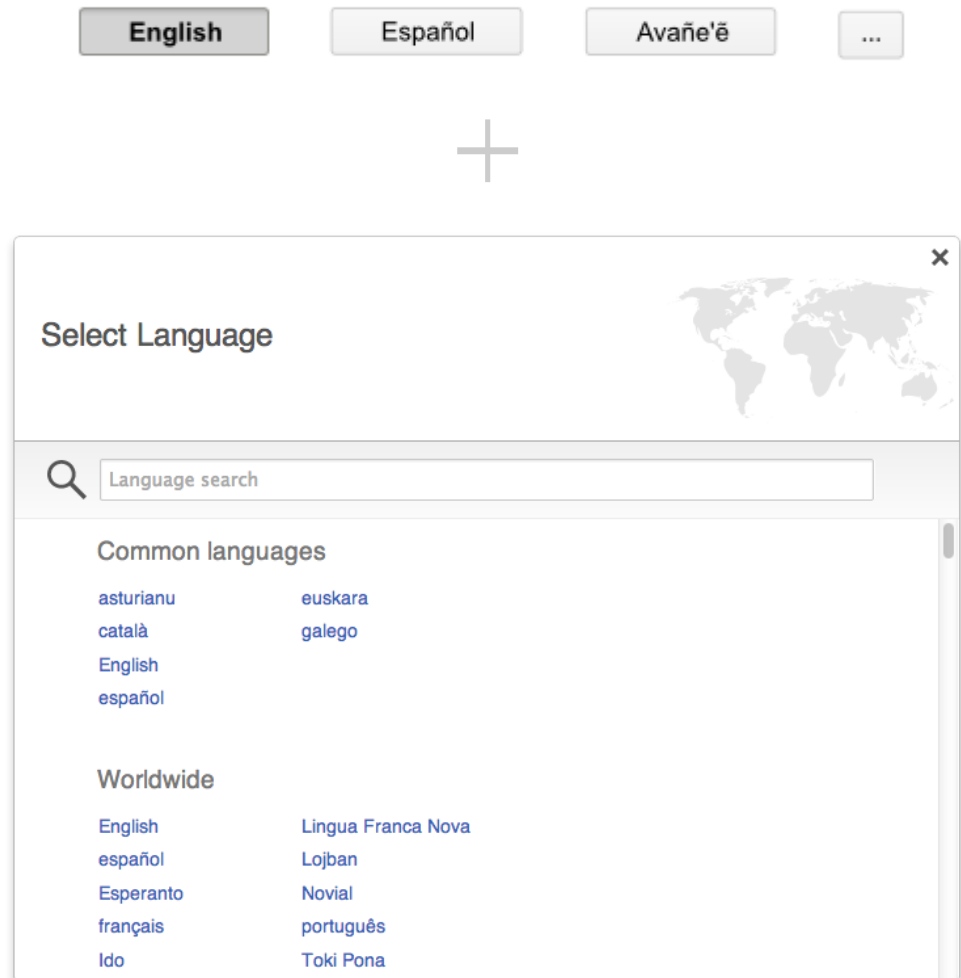 English Español Avañe'ẽ ...
Select Language
Language search
Common languages
asturianu euskara
català galego
English
español
Worldwide
English Lingua Franca Nova
español Lojban
Esperanto Novial
français português
Ido Toki Pona